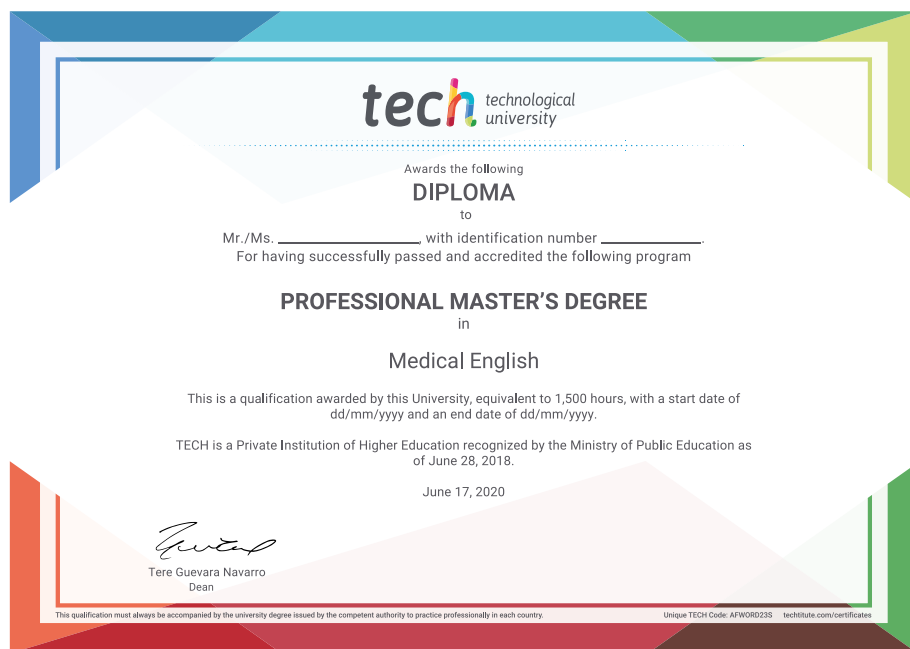 tech technological
university
Awards the following
DIPLOMA
to
Mr./Ms. ________________, with identification number ____________.
For having successfully passed and accredited the following program
PROFESSIONAL MASTER'S DEGREE
in
Medical English
This is a qualification awarded by this University, equivalent to 1,500 hours, with a start date of
dd/mm/yyyy and an end date of dd/mm/yyyy.
TECH is a Private Institution of Higher Education recognized by the Ministry of Public Education as
of June 28, 2018.
June 17, 2020
Tere Guevara Navarro
Dean
This qualification must always be accompanied by the university degree issued by the competent authority to practice professionally in each country.
Unique TECH Code: AFWORD23S techtitute.com/certificates